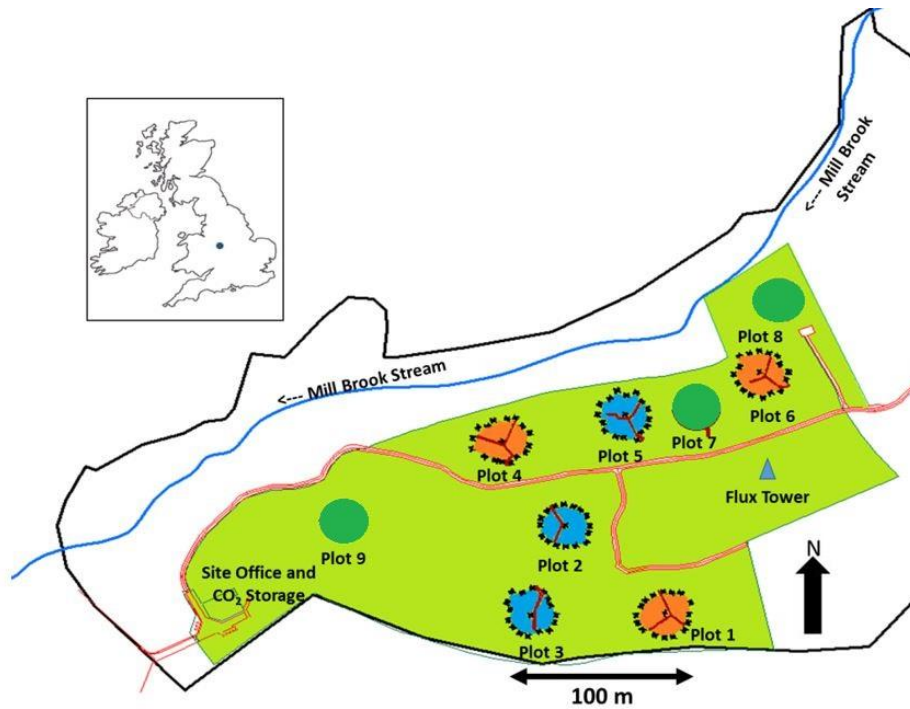 <--- Mill Brook
Stream
Plot 8
<--- Mill Brook Stream
Plot 6
Plot 5
Plot 7
Plot 4
Flux Tower
Plot 9
Plot 2
N
Site Office and
CO₂ Storage
Plot 3
Plot 1
100 m